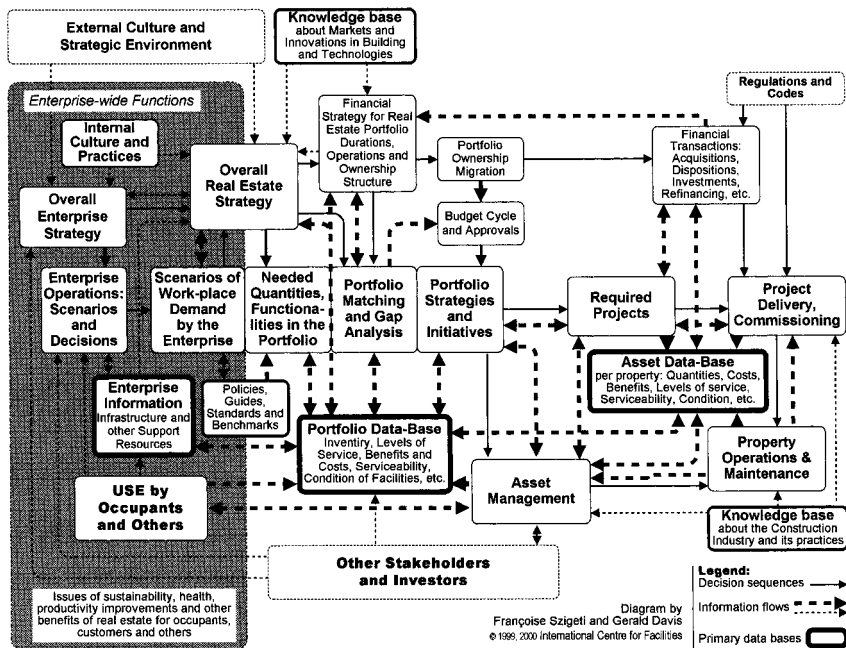 External Culture and
Strategic Environment
Knowledge base
about Markets and
Innovations in Building
and Technologies
Regulations and
Codes
Enterprise-wide Functions
Internal
Culture and
Practices
Overall
Enterprise
Strategy
Overall
Real Estate
Strategy
Financial
Strategy for Real
Estate Portfolio
Durations,
Operations and
Ownership
Structure
Portfolio
Ownership
Migration
Budget Cycle
and Approvals
Financial
Transactions:
Acquisitions,
Dispositions,
Investments,
Refinancing, etc.
Enterprise
Operations:
Scenarios
and
Decisions
Scenarios of
Work-place
Demand
by the
Enterprise
Needed
Quantities,
Functiona-
lities in the
Portfolio
Portfolio
Matching
and Gap
Analysis
Portfolio
Strategies
and
Initiatives
Required
Projects
Project
Delivery,
Commissioning
Enterprise
Information
Infrastructure and
other Support
Resources
Policies,
Guides,
Standards and
Benchmarks
Portfolio Data-Base
Inventiry, Levels of
Service, Benefits and
Costs, Serviceability,
Condition of Facilities, etc.
Asset Data-Base
per property: Quantities, Costs,
Benefits, Levels of service,
Serviceability, Condition, etc.
USE by
Occupants
and Others
Asset
Management
Property
Operations &
Maintenance
Knowledge base
about the Construction
Industry and its practices
Other Stakeholders
and Investors
Issues of sustainability, health,
productivity improvements and other
benefits of real estate for occupants,
customers and others
Diagram by
Françoise Szigeti and Gerald Davis
© 1999, 2000 International Centre for Facilities
Legend:
Decision sequences
Information flows
Primary data bases